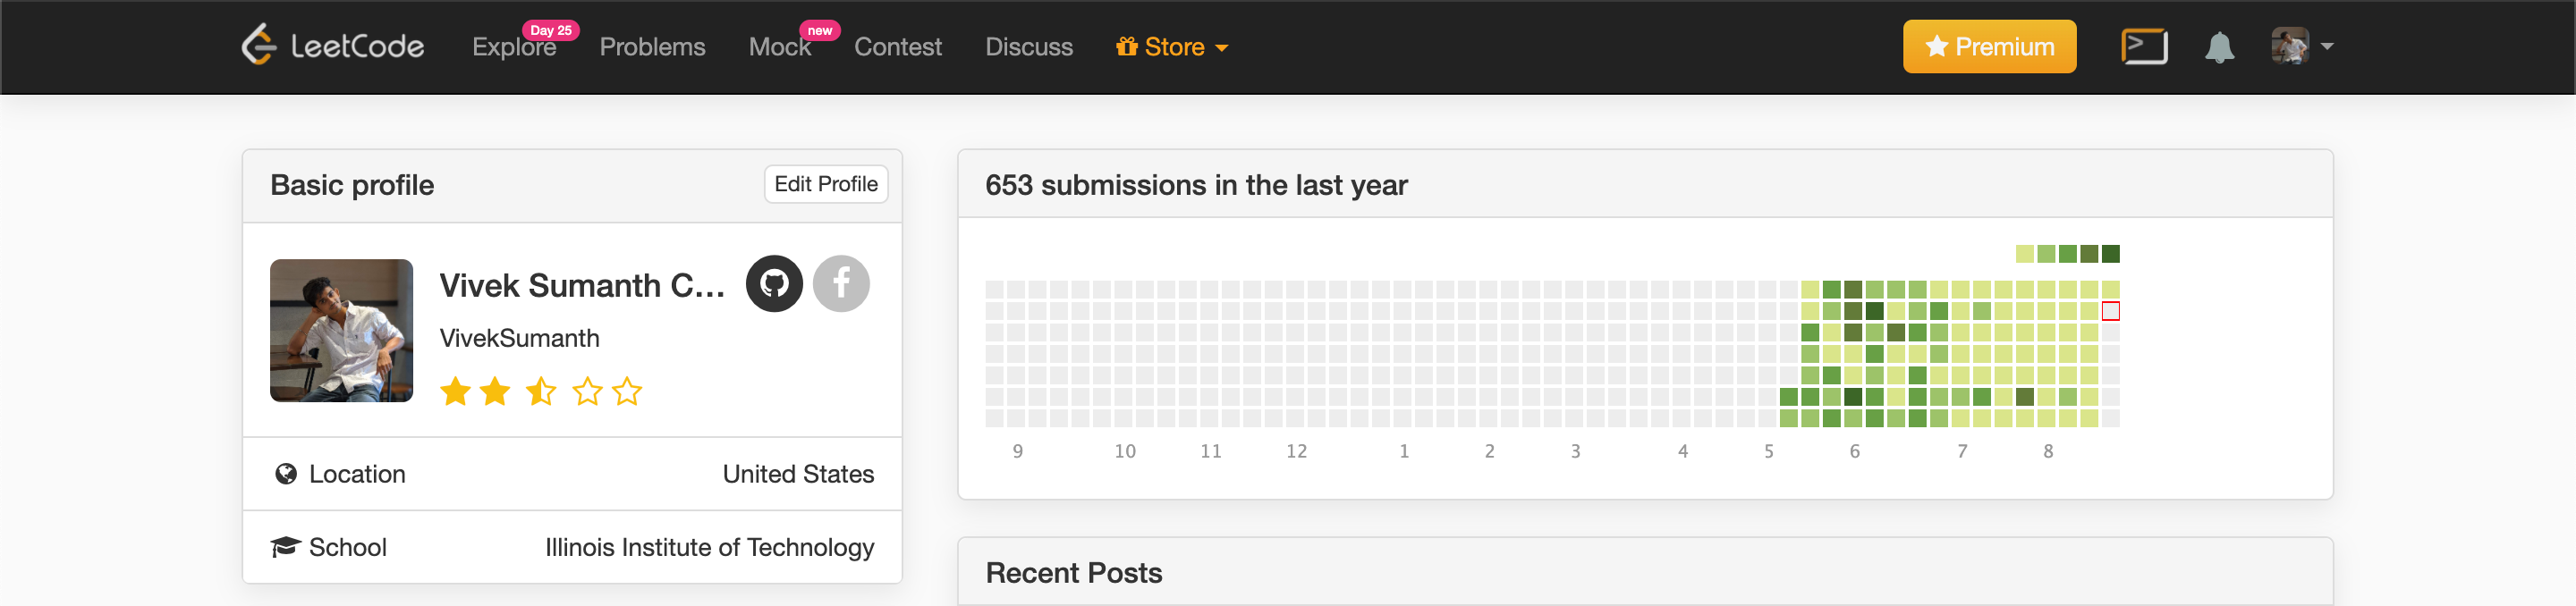 LeetCode Explore Day 25 Problems Mock new Contest Discuss Store Premium
Basic profile Edit Profile
Vivek Sumanth C...
VivekSumanth
Location United States
School Illinois Institute of Technology
653 submissions in the last year
9 10 11 12 1 2 3 4 5 6 7 8
Recent Posts